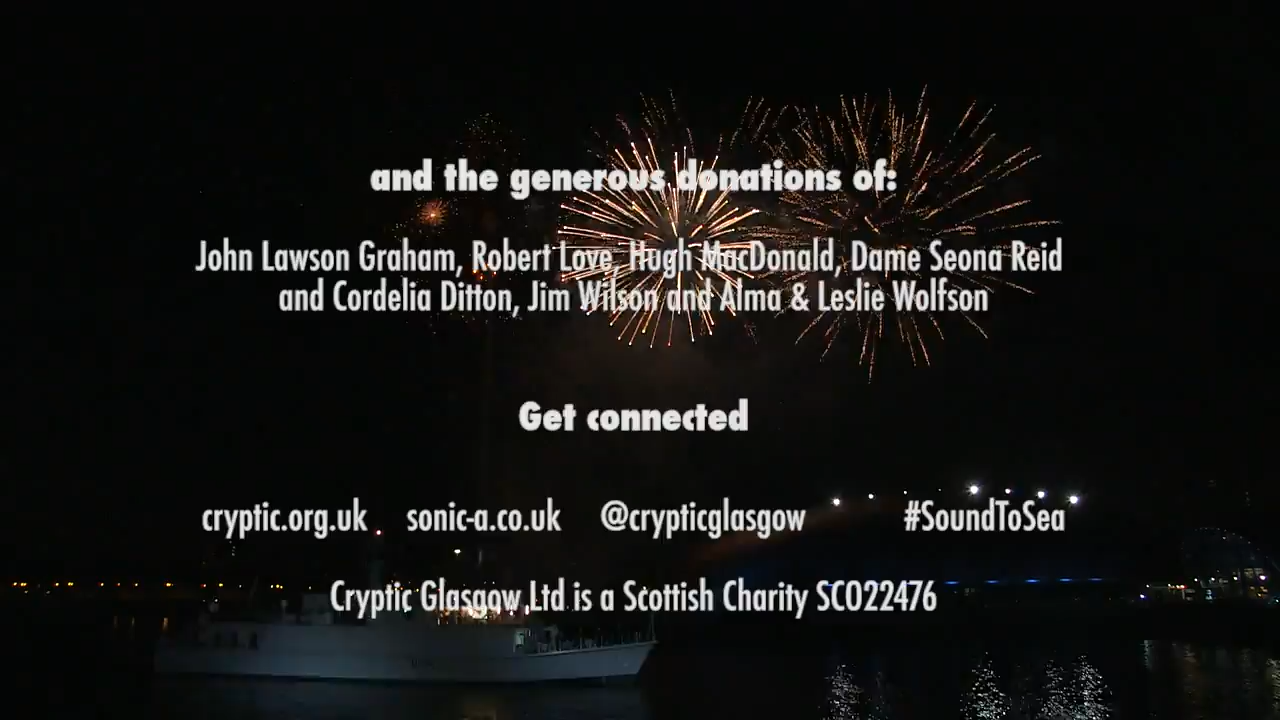 and the generous donations of:
John Lawson Graham, Robert Love, Hugh MacDonald, Dame Seona Reid
and Cordelia Ditton, Jim Wilson and Alma & Leslie Wolfson
Get connected
cryptic.org.uk sonic-a.co.uk @crypticglasgow #SoundToSea
Cryptic Glasgow Ltd is a Scottish Charity SC022476